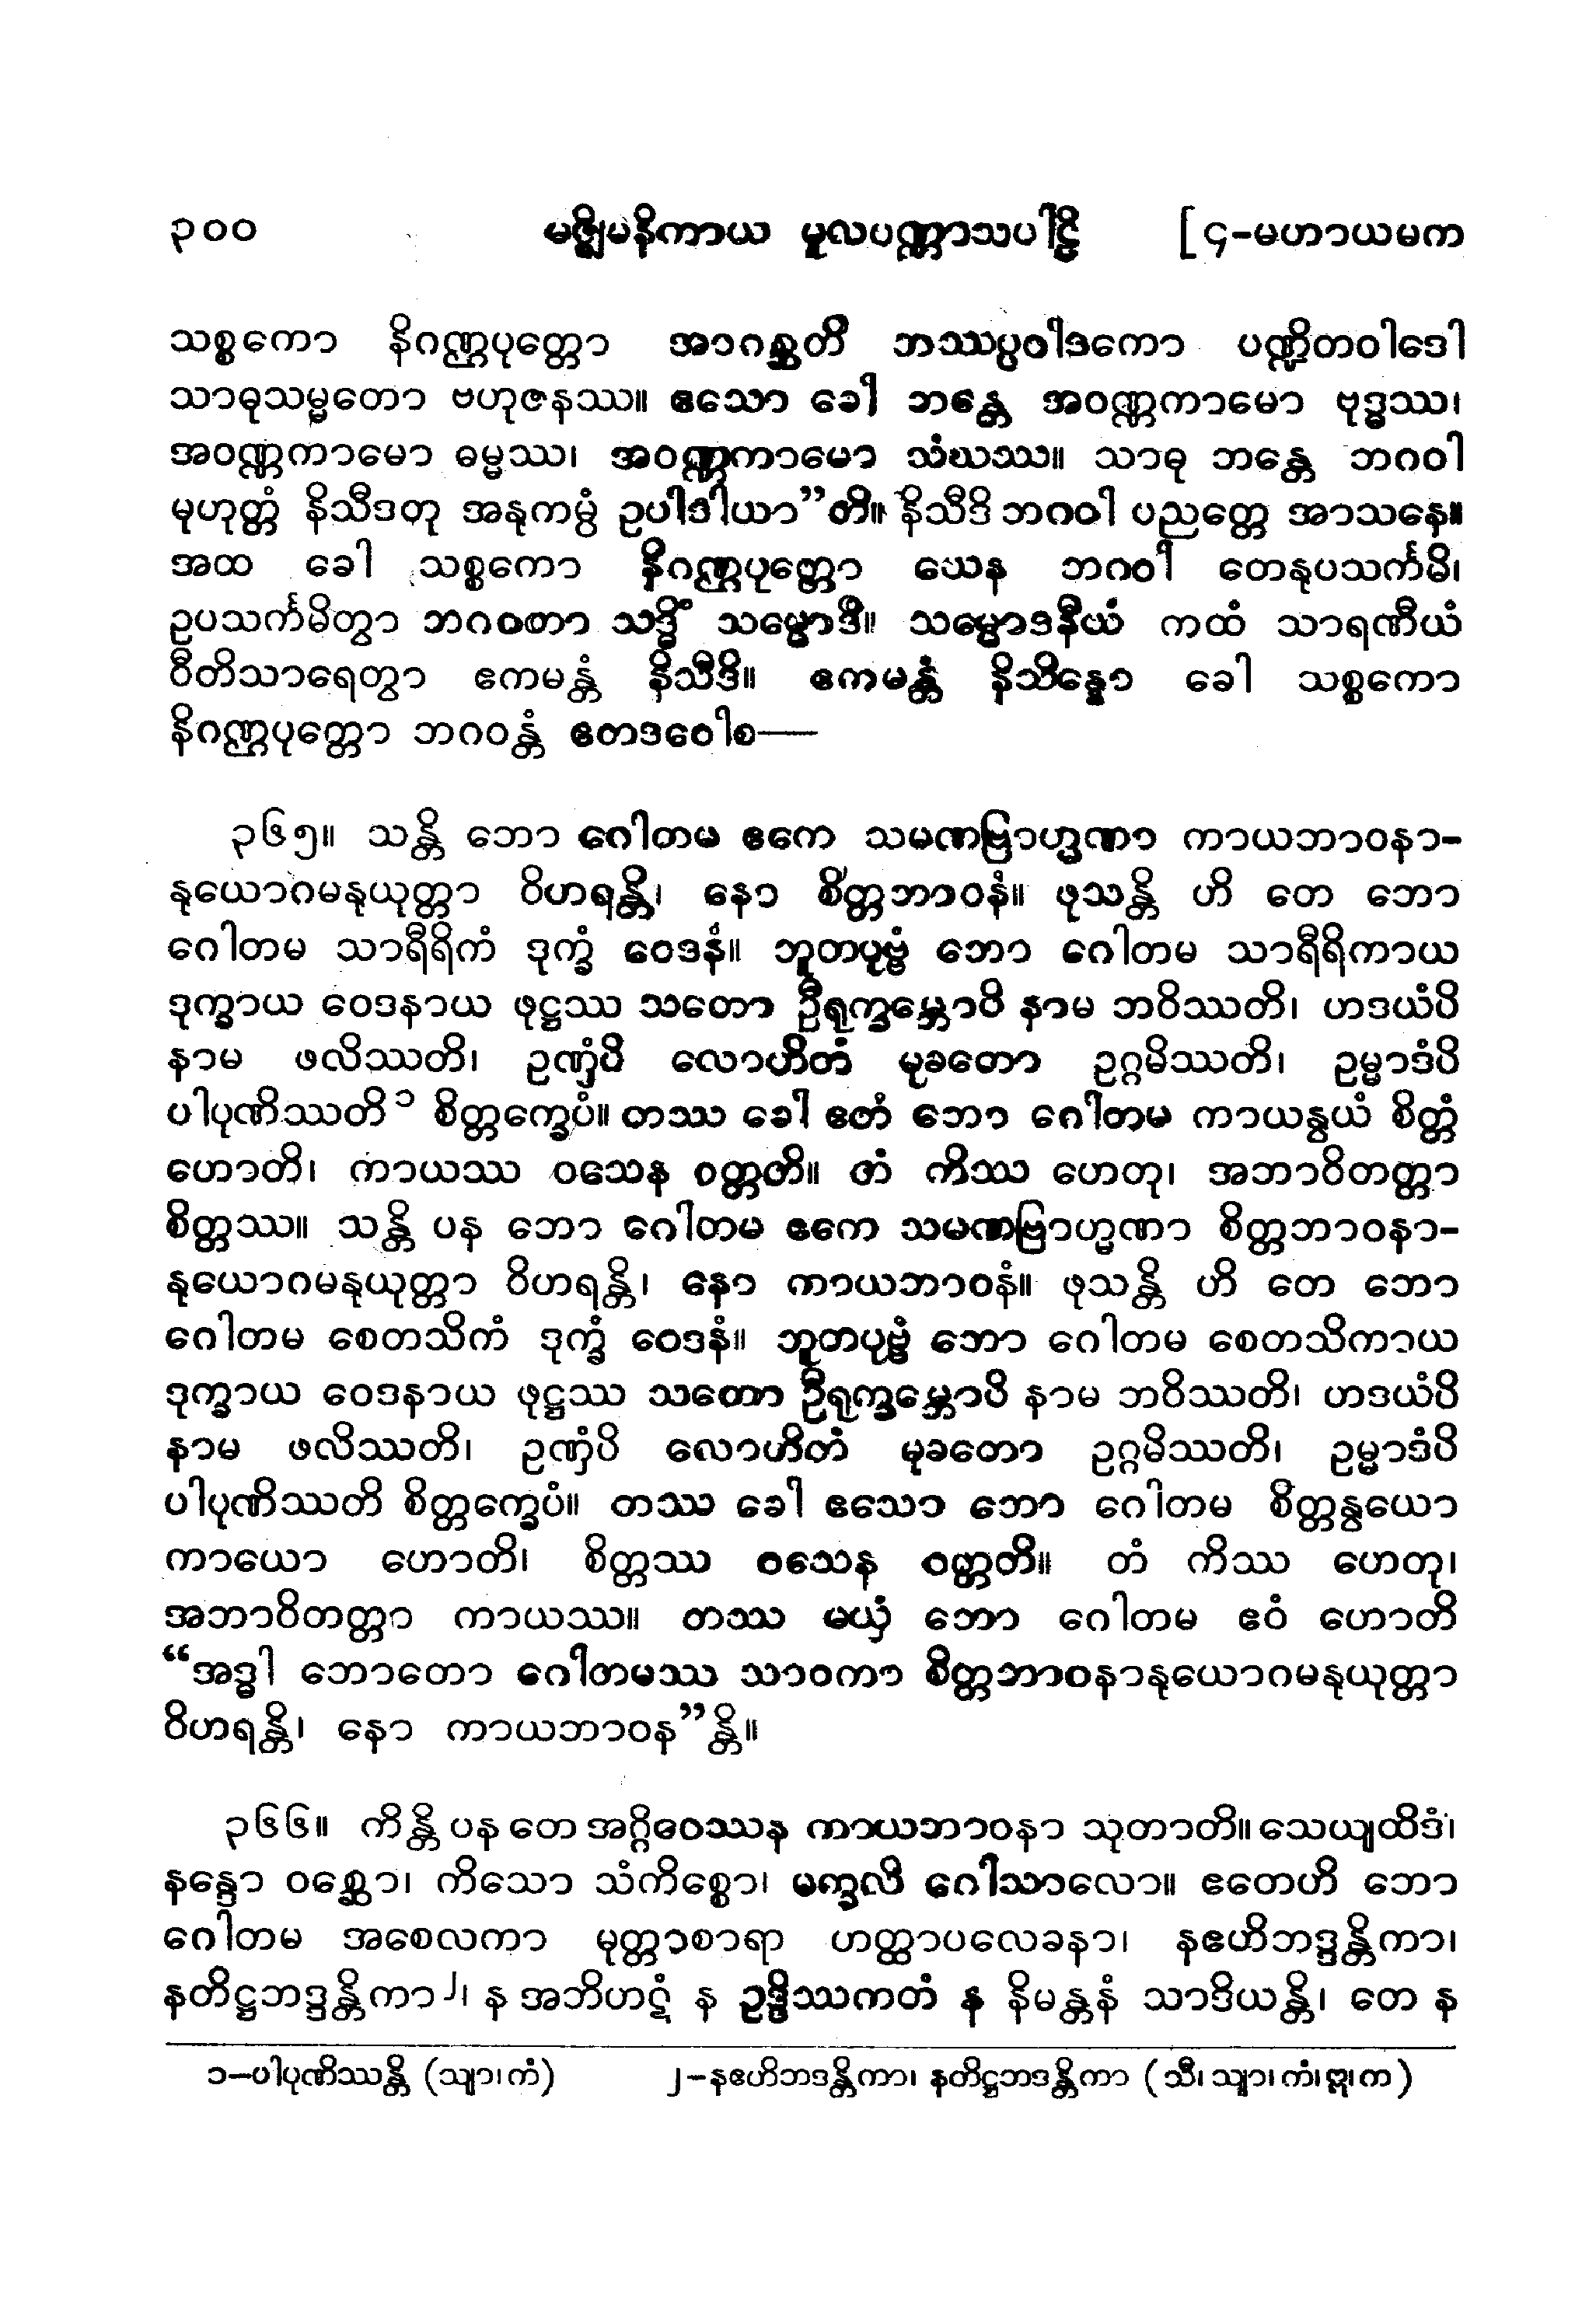 ၃၀၀ မဇ္ဈိမနိကာယ မူလပဏ္ဏာသပါဠိ [၄-မဟာယမက
သစ္စကော နိဂဏ္ဌပုတ္တော အာဂစ္ဆတိ ဘဿပ္ပဝါဒကော ပဏ္ဍိတဝါဒေါ
သာဓုသမ္မတော ဗဟုဇနဿ။ ဧသော ခေါ ဘန္တေ အဝဏ္ဏကာမော ဗုဒ္ဓဿ၊
အဝဏ္ဏကာမော ဓမ္မဿ၊ အဝဏ္ဏကာမော သံဃဿ။ သာဓု ဘန္တေ ဘဂဝါ
မုဟုတ္တံ နိသီဒတု အနုကမ္ပံ ဥပါဒါယာ”တိ။ နိသီဒိ ဘဂဝါ ပညတ္တေ အာသနေ။
အထ ခေါ သစ္စကော နိဂဏ္ဌပုတ္တော ယေန ဘဂဝါ တေနုပသင်္ကမိ၊
ဥပသင်္ကမိတွာ ဘဂဝတာ သဒ္ဓိံ သမ္မောဒိ။ သမ္မောဒနီယံ ကထံ သာရဏီယံ
ဝီတိသာရေတွာ ဧကမန္တံ နိသီဒိ။ ဧကမန္တံ နိသိန္နော ခေါ သစ္စကော
နိဂဏ္ဌပုတ္တော ဘဂဝန္တံ ဧတဒဝေါစ—
၃၆၅။ သန္တိ ဘော ဂေါတမ ဧကေ သမဏဗြာဟ္မဏာ ကာယဘာဝနာ-
နုယောဂမနုယုတ္တာ ဝိဟရန္တိ၊ နော စိတ္တဘာဝနံ။ ဖုသန္တိ ဟိ တေ ဘော
ဂေါတမ သာရီရိကံ ဒုက္ခံ ဝေဒနံ။ ဘူတပုဗ္ဗံ ဘော ဂေါတမ သာရီရိကာယ
ဒုက္ခာယ ဝေဒနာယ ဖုဋ္ဌဿ သတော ဦရုက္ခမ္ဘောပိ နာမ ဘဝိဿတိ၊ ဟဒယံပိ
နာမ ဖလိဿတိ၊ ဥဏှံပိ လောဟိတံ မုခတော ဥဂ္ဂမိဿတိ၊ ဥမ္မာဒံပိ
ပါပုဏိဿတိ ၁ စိတ္တက္ခေပံ။ တဿ ခေါ ဧတံ ဘော ဂေါတမ ကာယနွယံ စိတ္တံ
ဟောတိ၊ ကာယဿ ဝသေန ဝတ္တတိ။ တံ ကိဿ ဟေတု၊ အဘာဝိတတ္တာ
စိတ္တဿ။ သန္တိ ပန ဘော ဂေါတမ ဧကေ သမဏဗြာဟ္မဏာ စိတ္တဘာဝနာ-
နုယောဂမနုယုတ္တာ ဝိဟရန္တိ၊ နော ကာယဘာဝနံ။ ဖုသန္တိ ဟိ တေ ဘော
ဂေါတမ စေတသိကံ ဒုက္ခံ ဝေဒနံ။ ဘူတပုဗ္ဗံ ဘော ဂေါတမ စေတသိကာယ
ဒုက္ခာယ ဝေဒနာယ ဖုဋ္ဌဿ သတော ဦရုက္ခမ္ဘောပိ နာမ ဘဝိဿတိ၊ ဟဒယံပိ
နာမ ဖလိဿတိ၊ ဥဏှံပိ လောဟိတံ မုခတော ဥဂ္ဂမိဿတိ၊ ဥမ္မာဒံပိ
ပါပုဏိဿတိ စိတ္တက္ခေပံ။ တဿ ခေါ ဧသော ဘော ဂေါတမ စိတ္တနွယော
ကာယော ဟောတိ၊ စိတ္တဿ ဝသေန ဝတ္တတိ။ တံ ကိဿ ဟေတု၊
အဘာဝိတတ္တာ ကာယဿ။ တဿ မယှံ ဘော ဂေါတမ ဧဝံ ဟောတိ
“အဒ္ဓါ ဘောတော ဂေါတမဿ သာဝကာ စိတ္တဘာဝနာနုယောဂမနုယုတ္တာ
ဝိဟရန္တိ၊ နော ကာယဘာဝန”န္တိ။
၃၆၆။ ကိန္တိ ပန တေ အဂ္ဂိဝေဿန ကာယဘာဝနာ သုတာတိ။ သေယျထိဒံ၊
နန္ဒော ဝစ္ဆော၊ ကိသော သံကိစ္စော၊ မက္ခလိ ဂေါသာလော။ ဧတေဟိ ဘော
ဂေါတမ အစေလကာ မုတ္တာစာရာ ဟတ္ထာပလေခနာ၊ နဧဟိဘဒ္ဒန္တိကာ၊
နတိဋ္ဌဘဒ္ဒန္တိကာ ၂၊ န အဘိဟဋံ န ဥဒ္ဒိဿကတံ န နိမန္တနံ သာဒိယန္တိ၊ တေ န
၁-ပါပုဏိဿန္တိ (သျာ၊ ကံ) ၂-နဧဟိဘဒန္တိကာ၊ နတိဋ္ဌဘဒန္တိကာ (သီ၊ သျာ၊ ကံ၊ ဣ၊ က)